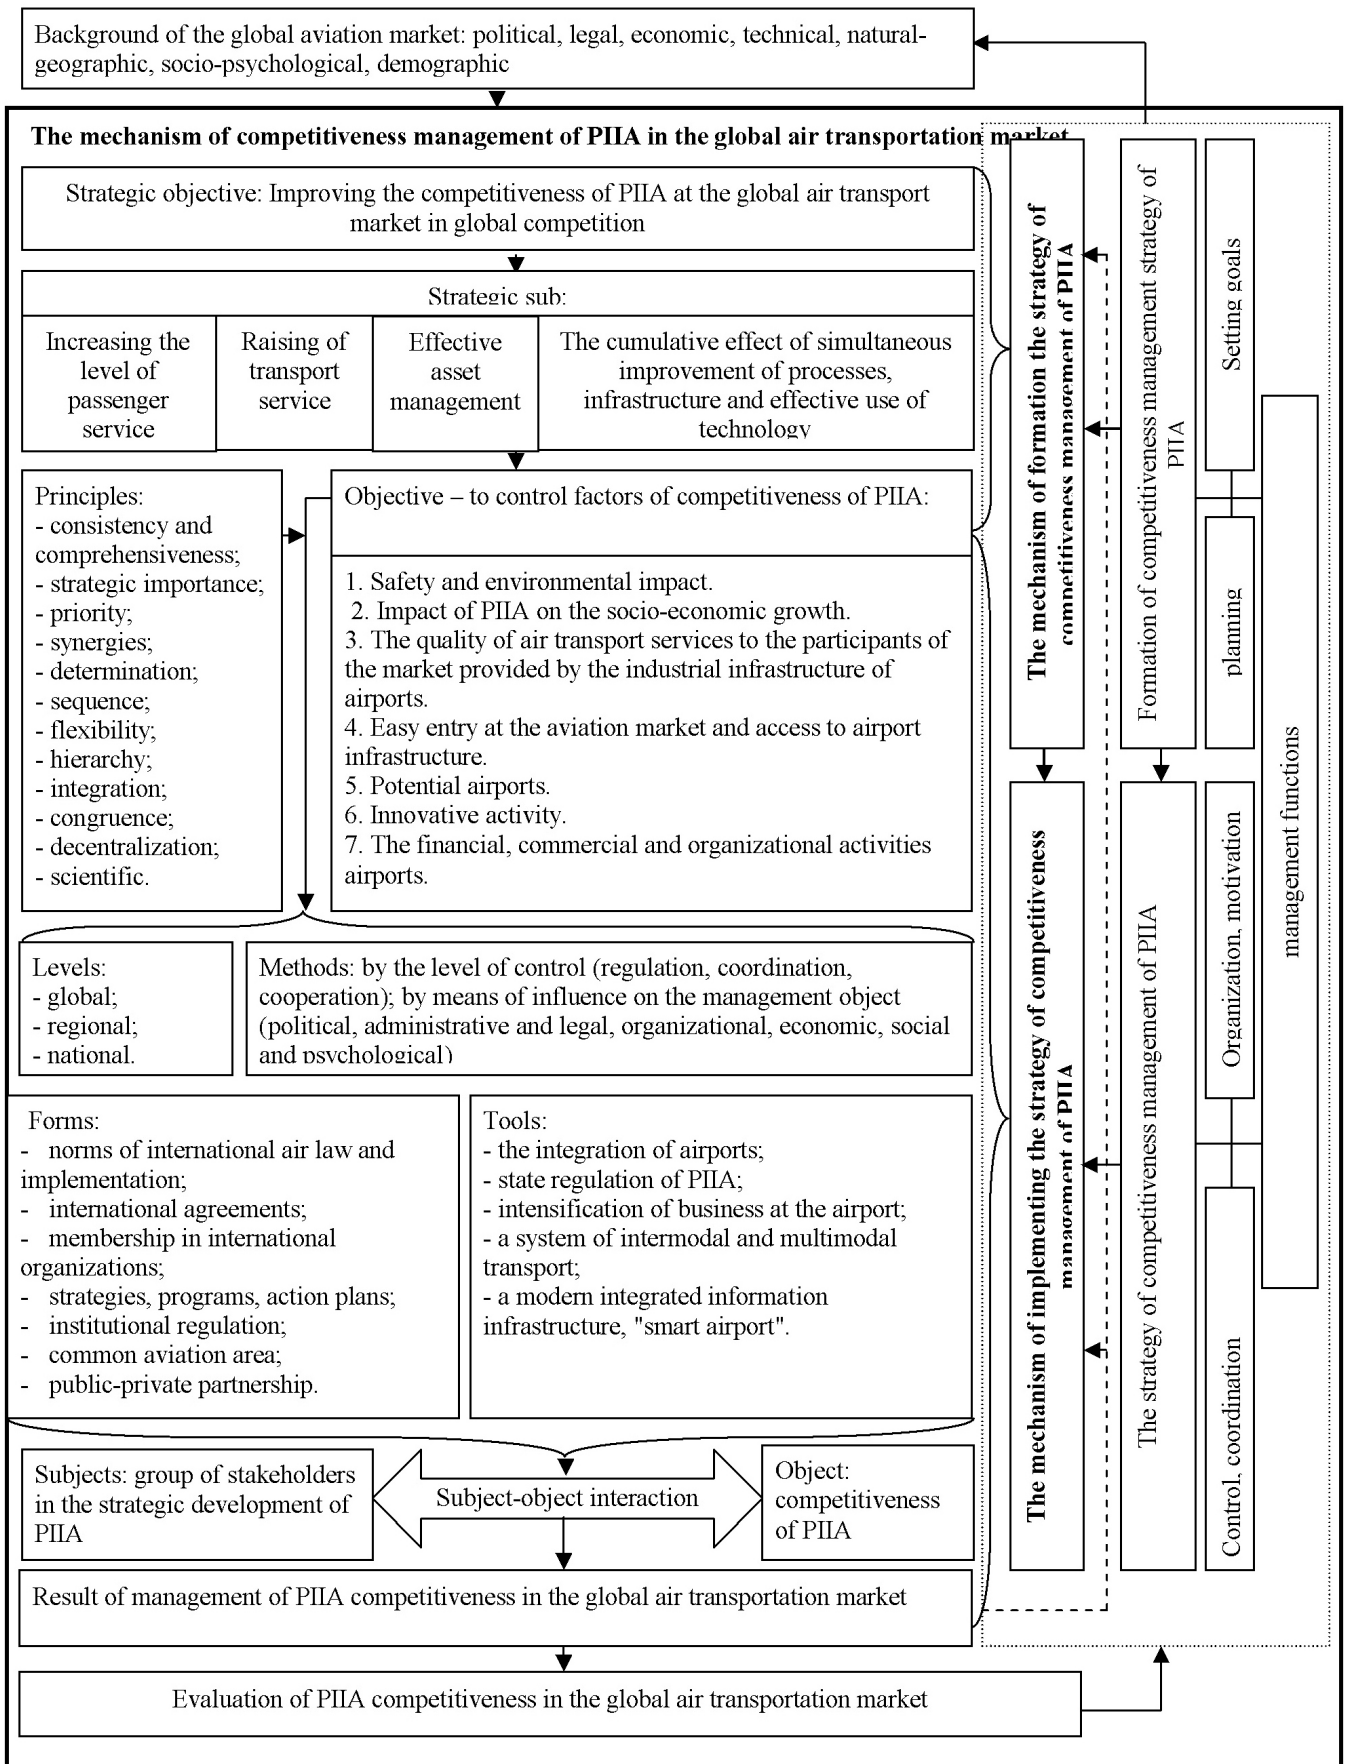 Background of the global aviation market: political, legal, economic, technical, natural-
geographic, socio-psychological, demographic
The mechanism of competitiveness management of PIIA in the global air transportation market
Strategic objective: Improving the competitiveness of PIIA at the global air transport
market in global competition
Strategic sub:
Increasing the
level of
passenger
service
Raising of
transport
service
Effective
asset
management
The cumulative effect of simultaneous
improvement of processes,
infrastructure and effective use of
technology
Principles:
- consistency and
comprehensiveness;
- strategic importance;
- priority;
- synergies;
- determination;
- sequence;
- flexibility;
- hierarchy;
- integration;
- congruence;
- decentralization;
- scientific.
Objective – to control factors of competitiveness of PIIA:
1. Safety and environmental impact.
2. Impact of PIIA on the socio-economic growth.
3. The quality of air transport services to the participants of
the market provided by the industrial infrastructure of
airports.
4. Easy entry at the aviation market and access to airport
infrastructure.
5. Potential airports.
6. Innovative activity.
7. The financial, commercial and organizational activities
airports.
Levels:
- global;
- regional;
- national.
Methods: by the level of control (regulation, coordination,
cooperation); by means of influence on the management object
(political, administrative and legal, organizational, economic, social
and psychological)
Forms:
- norms of international air law and
implementation;
- international agreements;
- membership in international
organizations;
- strategies, programs, action plans;
- institutional regulation;
- common aviation area;
- public-private partnership.
Tools:
- the integration of airports;
- state regulation of PIIA;
- intensification of business at the airport;
- a system of intermodal and multimodal
transport;
- a modern integrated information
infrastructure, "smart airport".
Subjects: group of stakeholders
in the strategic development of
PIIA
Subject-object interaction
Object:
competitiveness
of PIIA
Result of management of PIIA competitiveness in the global air transportation market
Evaluation of PIIA competitiveness in the global air transportation market
The mechanism of formation the strategy of
competitiveness management of PIIA
Formation of competitiveness management strategy of
PIIA
Setting goals
planning
The mechanism of implementing the strategy of competitiveness
management of PIIA
The strategy of competitiveness management of PIIA
Organization, motivation
Control, coordination
management functions